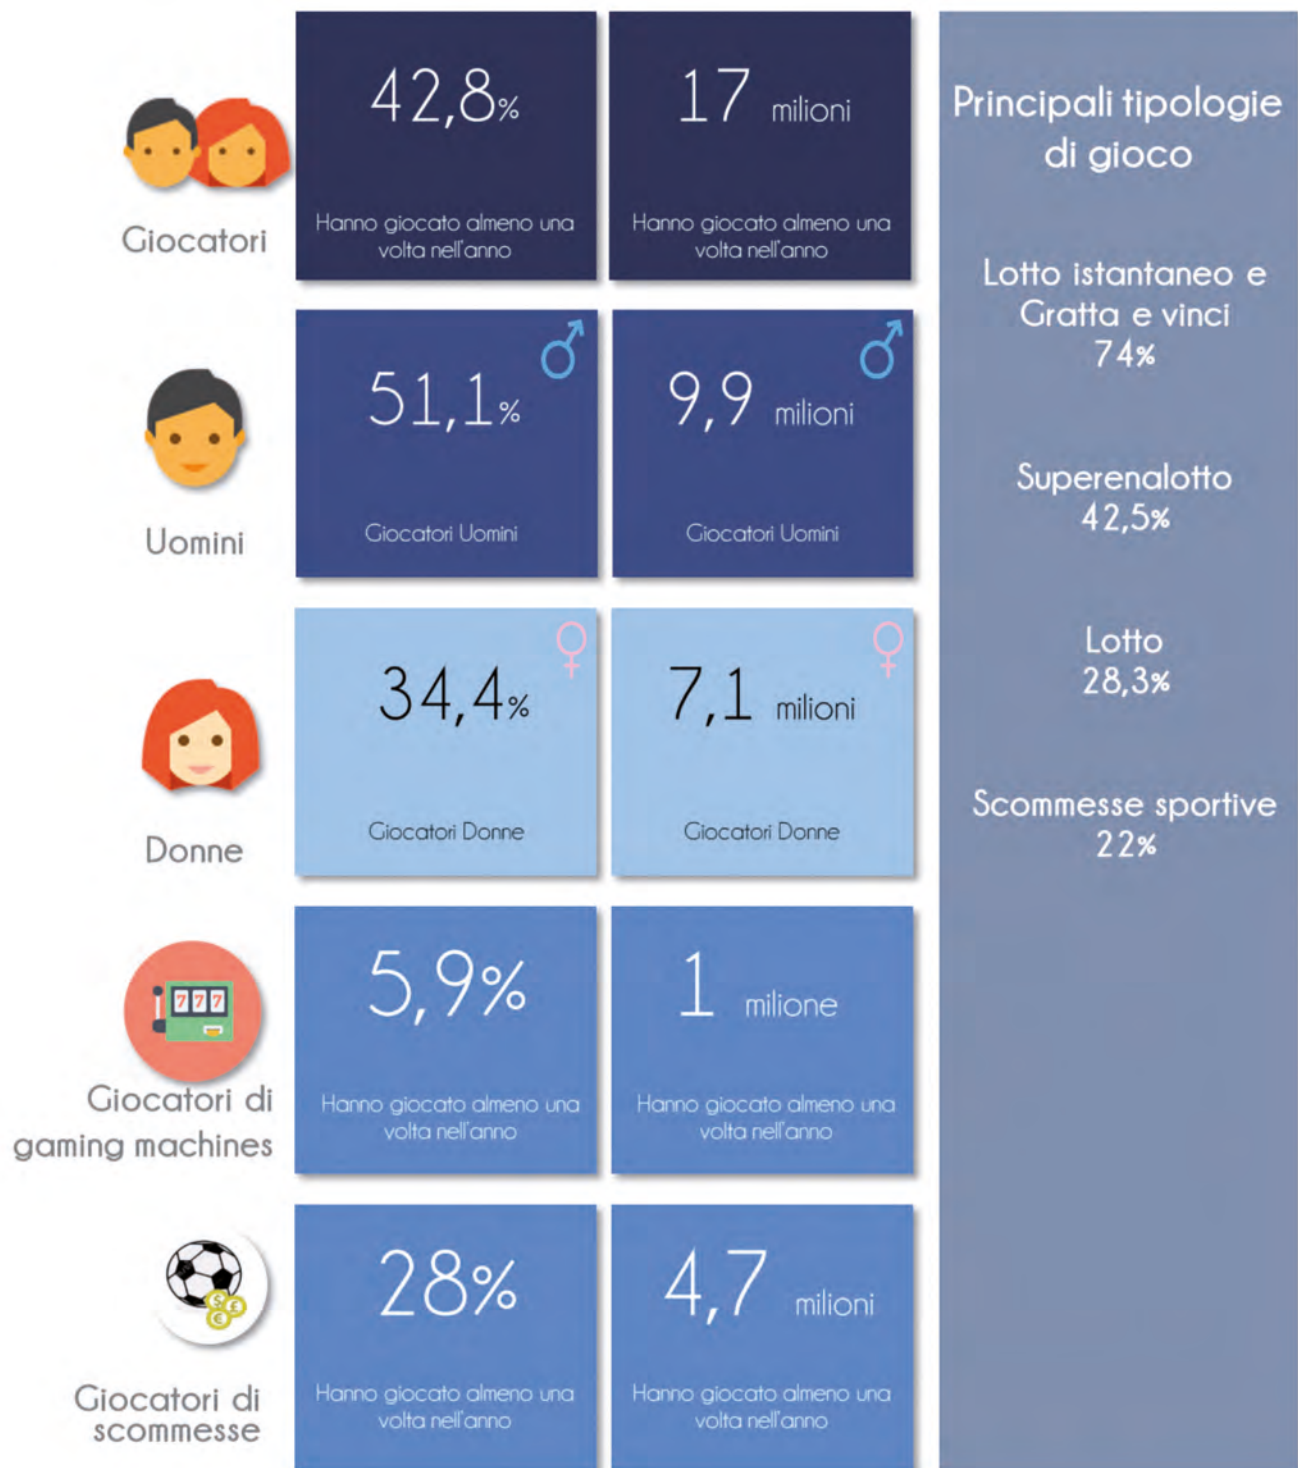 Giocatori
42,8%
Hanno giocato almeno una
volta nell'anno
17 milioni
Hanno giocato almeno una
volta nell'anno
Uomini
51,1%
Giocatori Uomini
9,9 milioni
Giocatori Uomini
Donne
34,4%
Giocatori Donne
7,1 milioni
Giocatori Donne
777
Giocatori di
gaming machines
5,9%
Hanno giocato almeno una
volta nell'anno
1 milione
Hanno giocato almeno una
volta nell'anno
Giocatori di
scommesse
28%
Hanno giocato almeno una
volta nell'anno
4,7 milioni
Hanno giocato almeno una
volta nell'anno
Principali tipologie
di gioco
Lotto istantaneo e
Gratta e vinci
74%
Superenalotto
42,5%
Lotto
28,3%
Scommesse sportive
22%